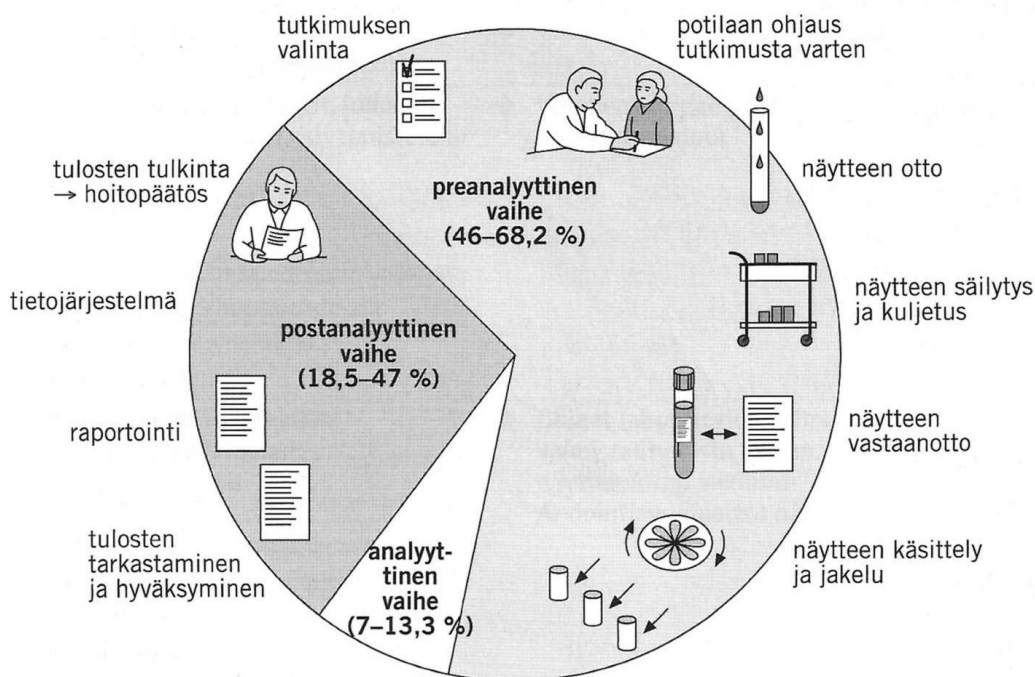 tutkimuksen
valinta
potilaan ohjaus
tutkimusta varten
näytteen otto
näytteen säilytys
ja kuljetus
näytteen
vastaanotto
näytteen käsittely
ja jakelu
preanalyyttinen
vaihe
(46–68,2 %)
analyyt-
tinen
vaihe
(7–13,3 %)
postanalyyttinen
vaihe
(18,5–47 %)
tulosten
tarkastaminen
ja hyväksyminen
raportointi
tietojärjestelmä
tulosten tulkinta
→ hoitopäätös